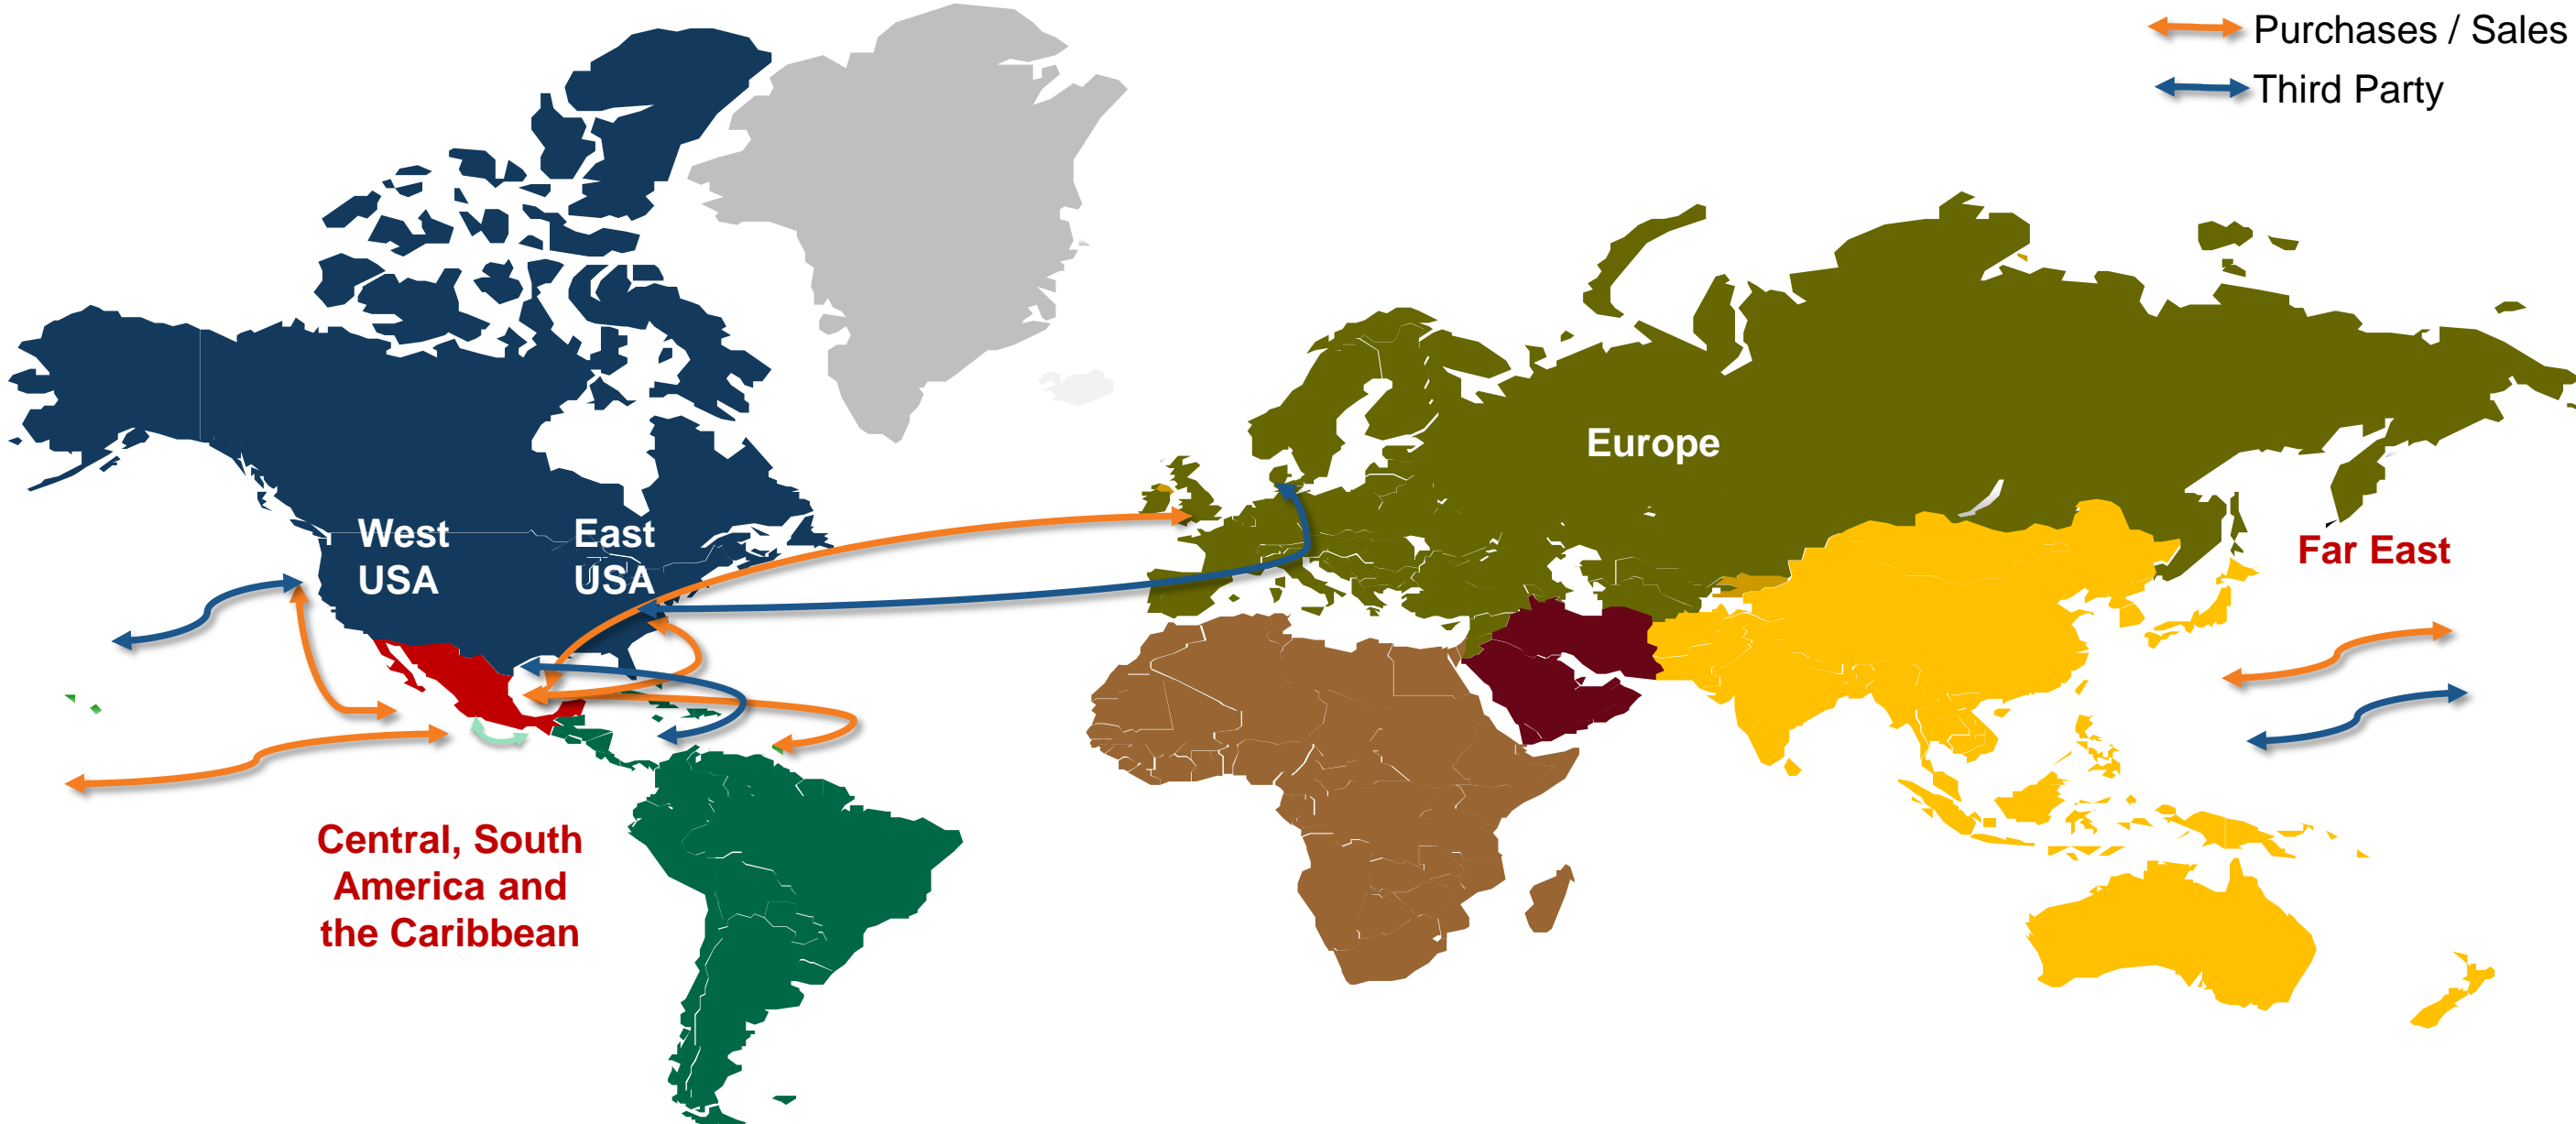 Purchases / Sales
Third Party
Europe
West
USA
East
USA
Far East
Central, South
America and
the Caribbean